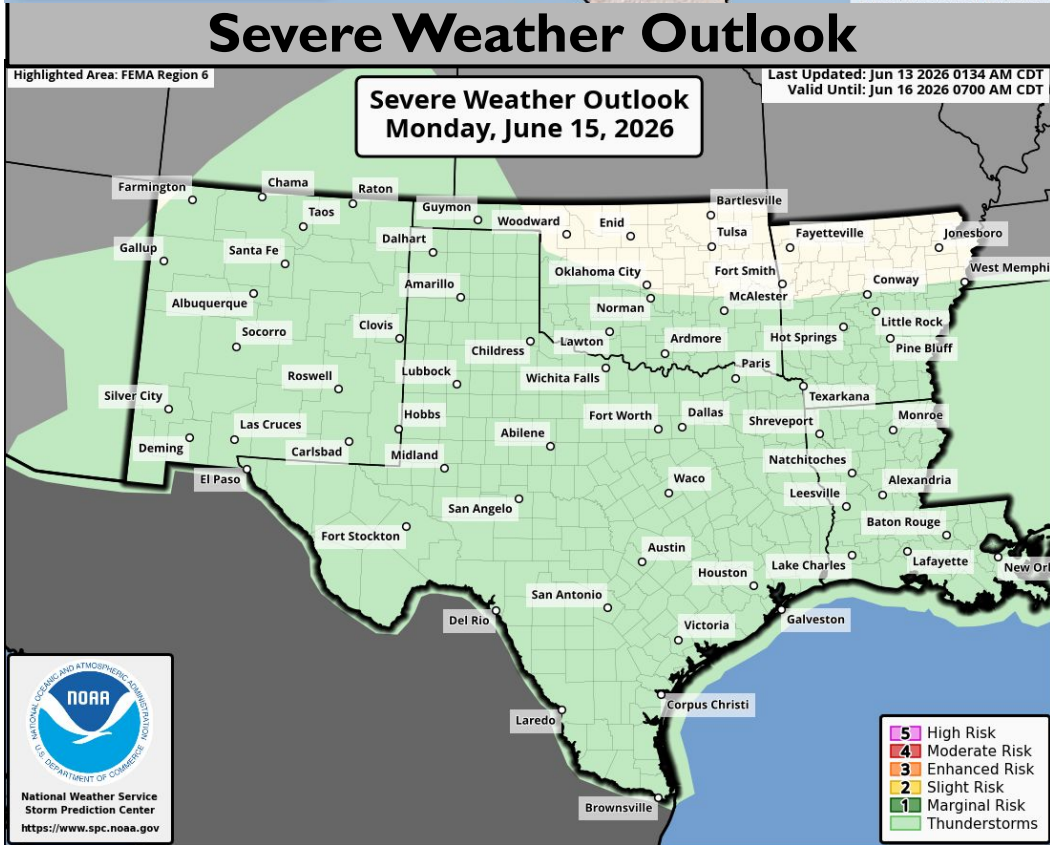 Severe Weather Outlook
Highlighted Area: FEMA Region 6
Last Updated: Jun 13 2026 0134 AM CDT
Valid Until: Jun 16 2026 0700 AM CDT
Severe Weather Outlook
Monday, June 15, 2026
Farmington
Chama
Raton
Taos
Guymon
Woodward
Enid
Bartlesville
Tulsa
Fayetteville
Jonesboro
Gallup
Santa Fe
Dalhart
Oklahoma City
Fort Smith
Conway
West Memphi
Albuquerque
Amarillo
Norman
McAlester
Little Rock
Socorro
Clovis
Childress
Lawton
Ardmore
Hot Springs
Pine Bluff
Roswell
Lubbock
Wichita Falls
Paris
Texarkana
Silver City
Las Cruces
Hobbs
Fort Worth
Dallas
Shreveport
Monroe
Deming
Carlsbad
Midland
Abilene
Natchitoches
El Paso
San Angelo
Waco
Leesville
Alexandria
Fort Stockton
Baton Rouge
Austin
Houston
Lake Charles
Lafayette
New Orl
Del Rio
San Antonio
Victoria
Galveston
Laredo
Corpus Christi
Brownsville
NATIONAL OCEANIC AND ATMOSPHERIC ADMINISTRATION
NOAA
U.S. DEPARTMENT OF COMMERCE
National Weather Service
Storm Prediction Center
https://www.spc.noaa.gov
5 High Risk
4 Moderate Risk
3 Enhanced Risk
2 Slight Risk
1 Marginal Risk
Thunderstorms